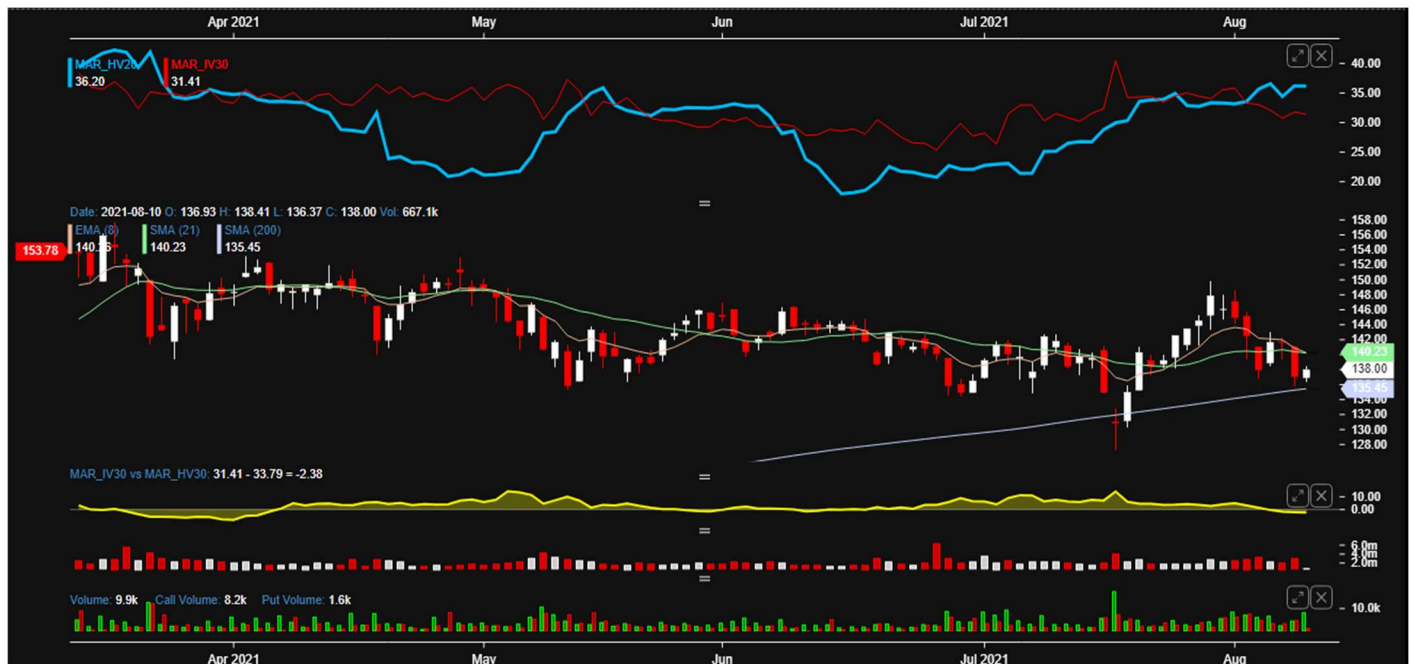 Apr 2021 May Jun Jul 2021 Aug
MAR_HV20 MAR_IV30
36.20 31.41
40.00
35.00
30.00
25.00
20.00
Date: 2021-08-10 O: 136.93 H: 138.41 L: 136.37 C: 138.00 Vol: 667.1k
EMA (8) SMA (21) SMA (200)
140.23 135.45
153.78
158.00
156.00
154.00
152.00
150.00
148.00
146.00
144.00
142.00
140.23
138.00
135.45
134.00
132.00
130.00
128.00
MAR_IV30 vs MAR_HV30: 31.41 - 33.79 = -2.38
10.00
0.00
6.0m
4.0m
2.0m
Volume: 9.9k Call Volume: 8.2k Put Volume: 1.6k
10.0k
Apr 2021 May Jun Jul 2021 Aug